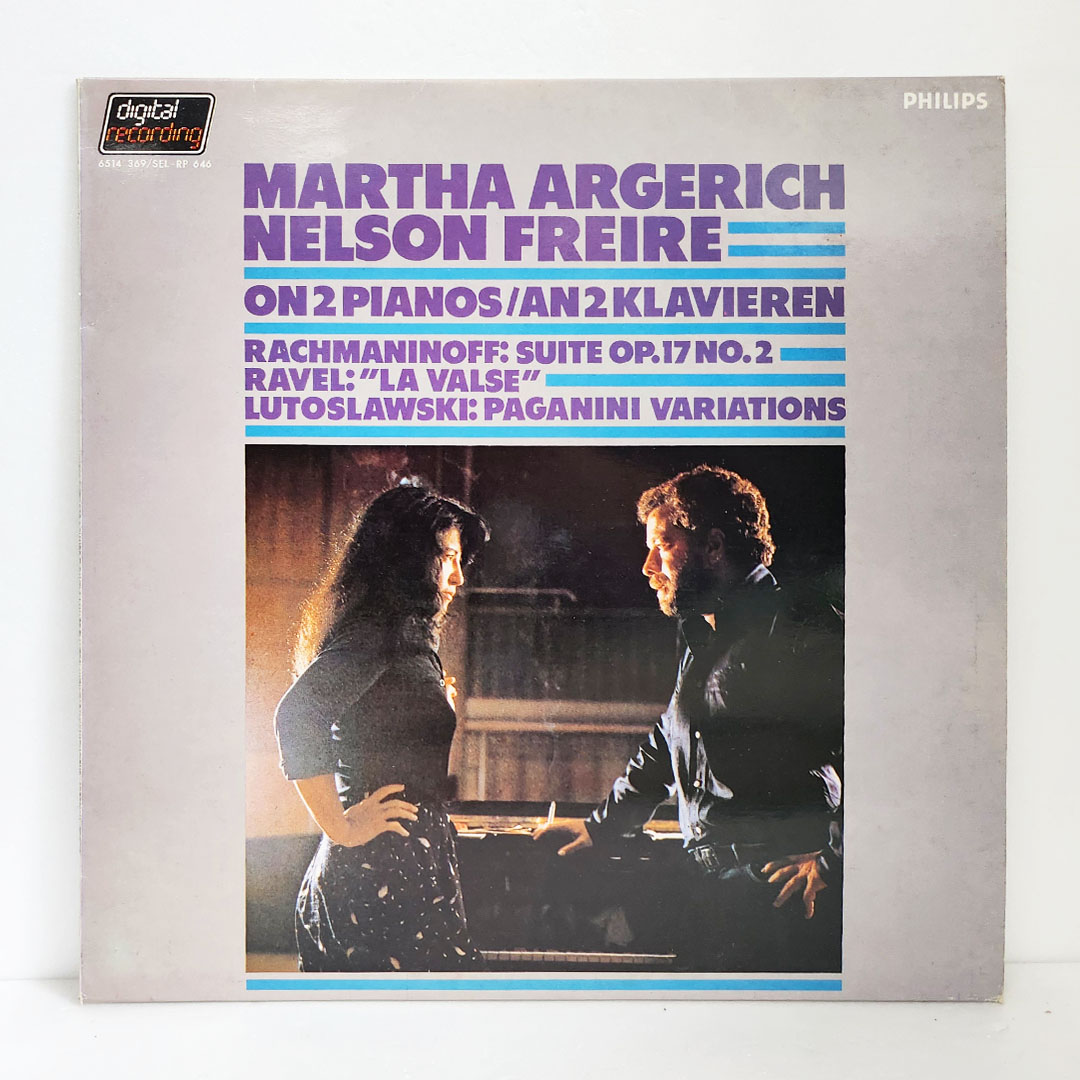 digital
recording
6514 369/SEL-RP 646
PHILIPS
MARTHA ARGERICH
NELSON FREIRE
ON 2 PIANOS/AN 2 KLAVIEREN
RACHMANINOFF: SUITE OP.17 NO.2
RAVEL: "LA VALSE"
LUTOSLAWSKI: PAGANINI VARIATIONS